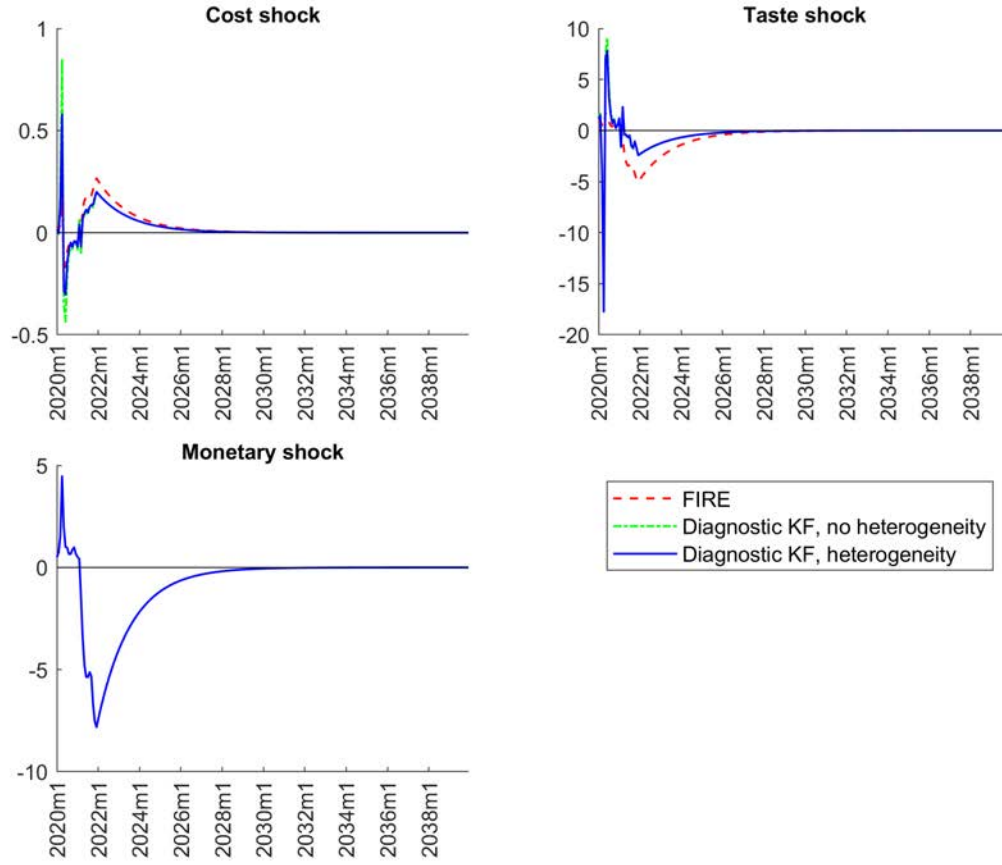 Cost shock
1
0.5
0
-0.5
2020m1
2022m1
2024m1
2026m1
2028m1
2030m1
2032m1
2034m1
2036m1
2038m1
Taste shock
10
5
0
-5
-10
-15
-20
2020m1
2022m1
2024m1
2026m1
2028m1
2030m1
2032m1
2034m1
2036m1
2038m1
Monetary shock
5
0
-5
-10
2020m1
2022m1
2024m1
2026m1
2028m1
2030m1
2032m1
2034m1
2036m1
2038m1
FIRE
Diagnostic KF, no heterogeneity
Diagnostic KF, heterogeneity